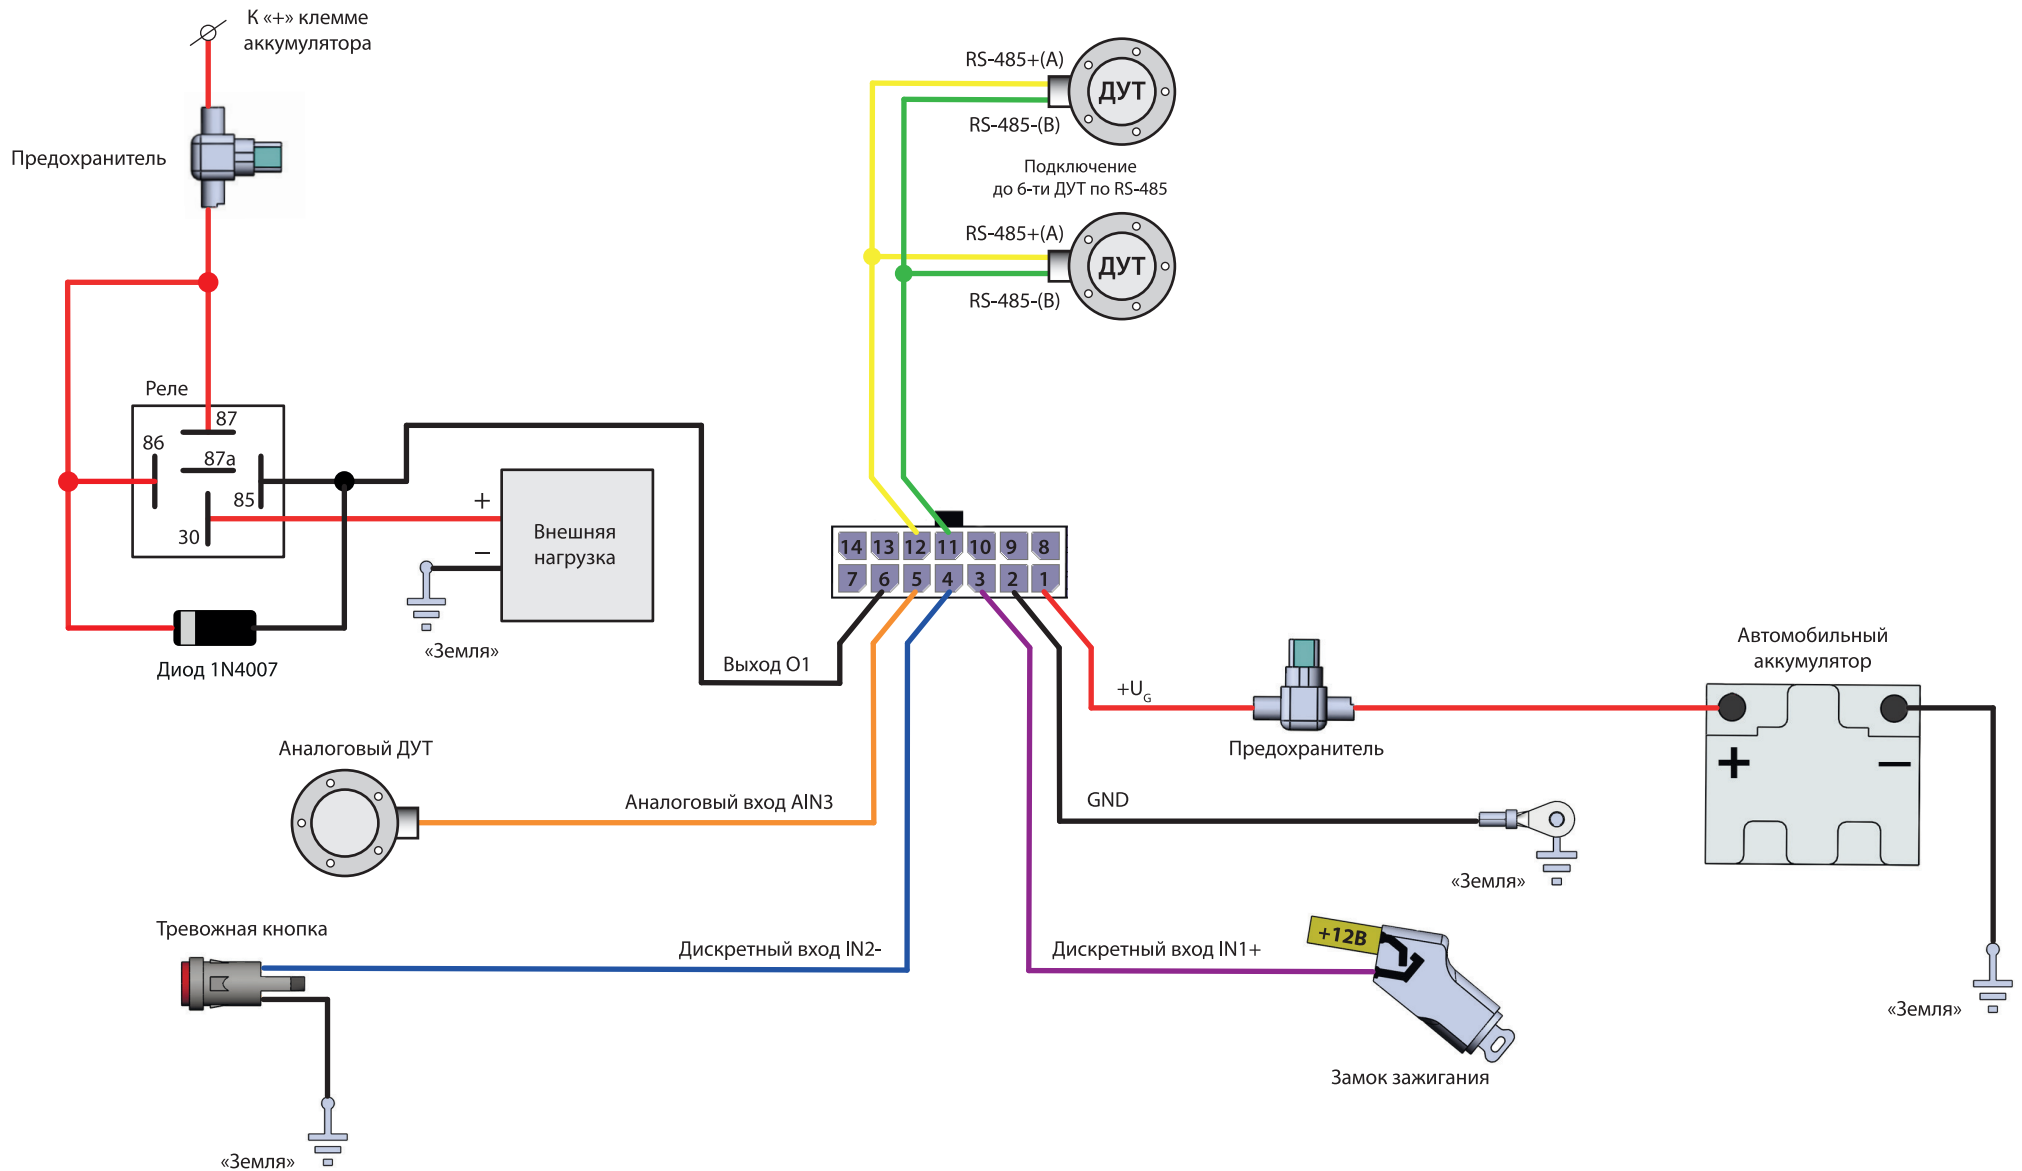 К «+» клемме
аккумулятора
Предохранитель
Реле
87
86
87а
85
30
Диод 1N4007
+
–
Внешняя
нагрузка
«Земля»
RS-485+(A)
ДУТ
RS-485-(B)
Подключение
до 6-ти ДУТ по RS-485
RS-485+(A)
ДУТ
RS-485-(B)
14 13 12 11 10 9 8
7 6 5 4 3 2 1
Выход O1
+UG
Предохранитель
Автомобильный
аккумулятор
+ –
GND
«Земля»
«Земля»
Аналоговый ДУТ
Аналоговый вход AIN3
Тревожная кнопка
Дискретный вход IN2-
«Земля»
Дискретный вход IN1+
+12В
Замок зажигания